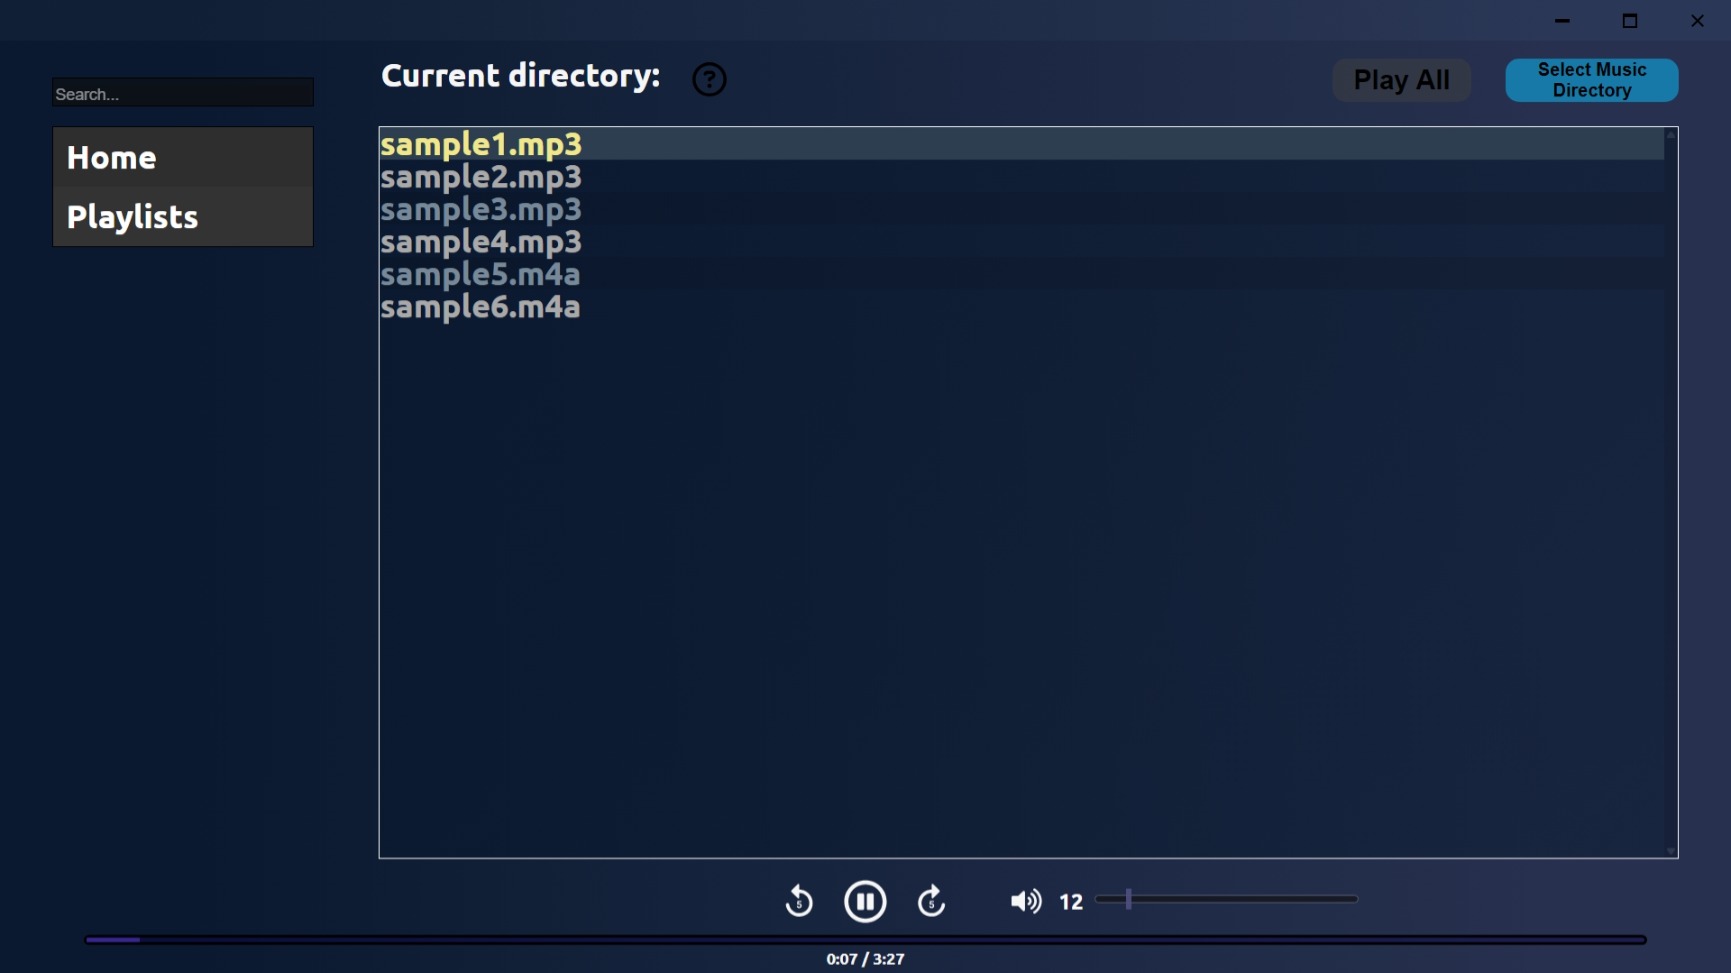 Current directory:
?
Play All
Select Music
Directory
Search...
Home
Playlists
sample1.mp3
sample2.mp3
sample3.mp3
sample4.mp3
sample5.m4a
sample6.m4a
5
5
12
0:07 / 3:27